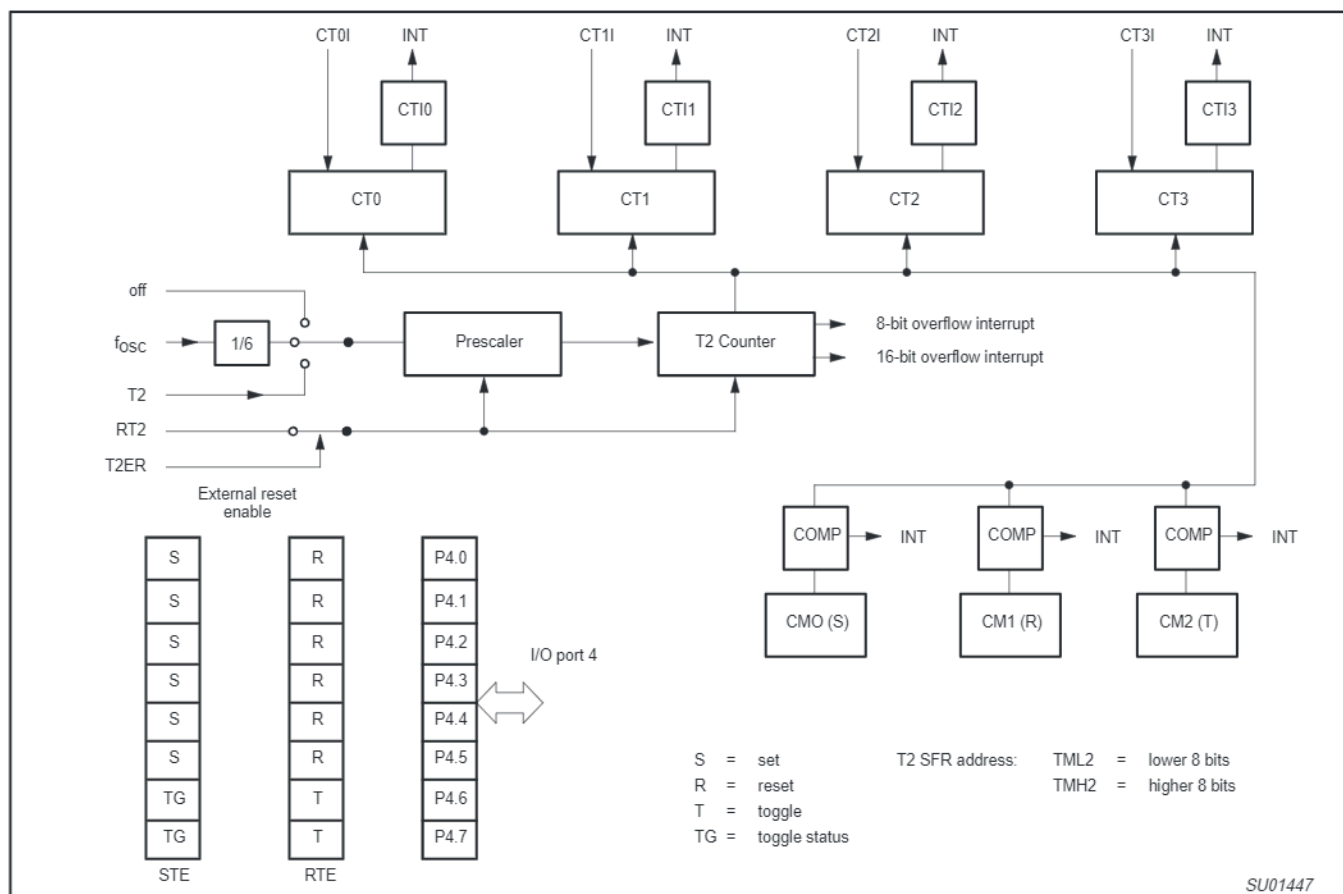 CT0I INT CT1I INT CT2I INT CT3I INT
CTI0 CTI1 CTI2 CTI3
CT0 CT1 CT2 CT3
off
fOSC 1/6 Prescaler T2 Counter 8-bit overflow interrupt
16-bit overflow interrupt
T2
RT2
T2ER
External reset
enable
COMP INT COMP INT COMP INT
CMO (S) CM1 (R) CM2 (T)
S R P4.0
S R P4.1
S R P4.2
I/O port 4
S R P4.3
S R P4.4
S R P4.5
TG T P4.6
TG T P4.7
STE RTE
S = set T2 SFR address: TML2 = lower 8 bits
R = reset TMH2 = higher 8 bits
T = toggle
TG = toggle status
SU01447